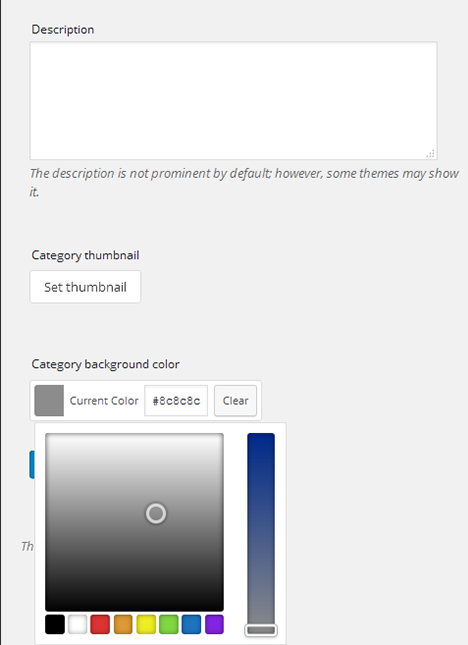 Description
The description is not prominent by default; however, some themes may show
it.
Category thumbnail
Set thumbnail
Category background color
Current Color #8c8c8c Clear
Th